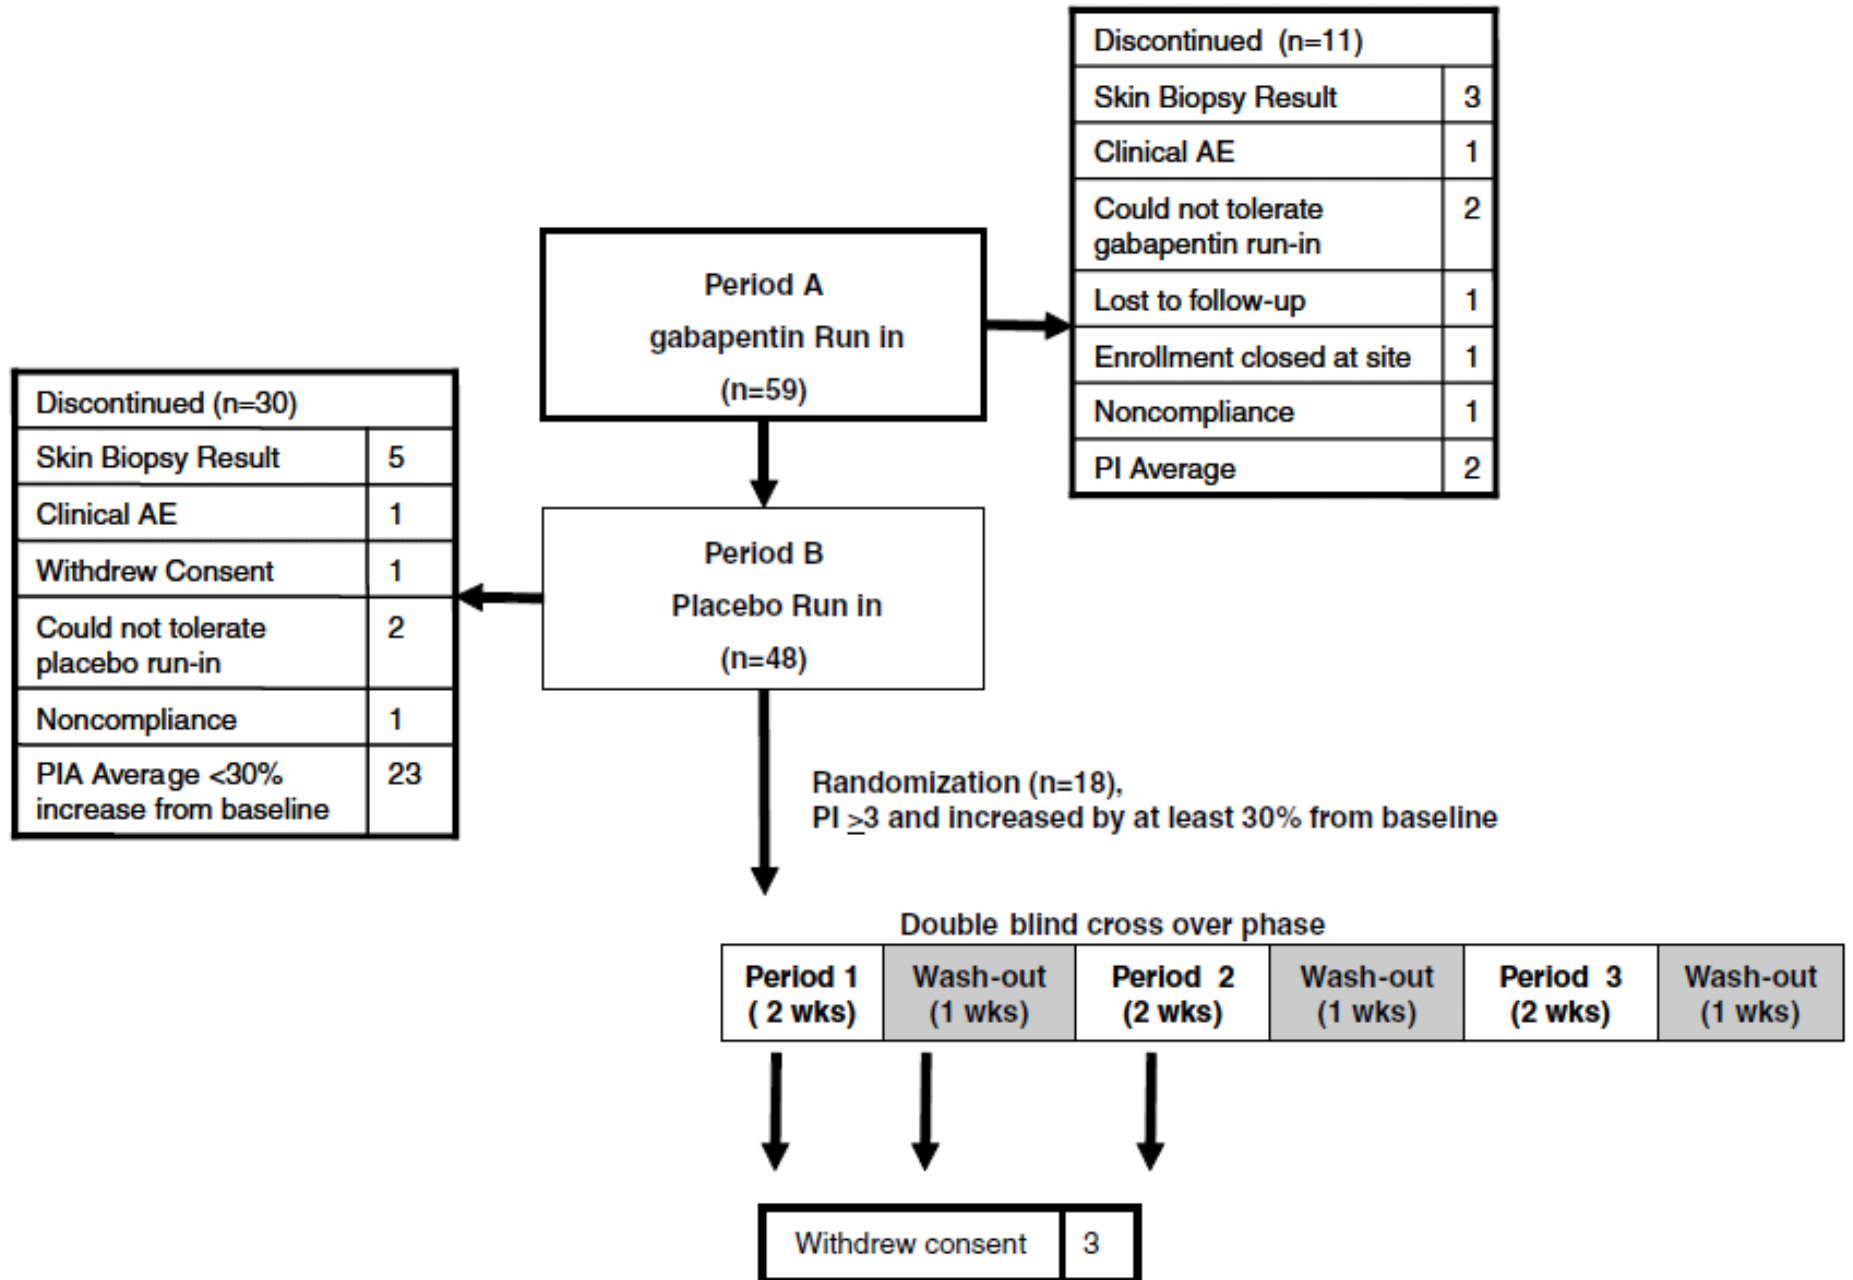 Discontinued (n=11)
Skin Biopsy Result 3
Clinical AE 1
Could not tolerate 2
gabapentin run-in
Lost to follow-up 1
Enrollment closed at site 1
Noncompliance 1
PI Average 2
Period A
gabapentin Run in
(n=59)
Discontinued (n=30)
Skin Biopsy Result 5
Clinical AE 1
Withdrew Consent 1
Could not tolerate 2
placebo run-in
Noncompliance 1
PIA Average <30% 23
increase from baseline
Period B
Placebo Run in
(n=48)
Randomization (n=18),
PI ≥3 and increased by at least 30% from baseline
Double blind cross over phase
Period 1 Wash-out Period 2 Wash-out Period 3 Wash-out
( 2 wks) (1 wks) (2 wks) (1 wks) (2 wks) (1 wks)
Withdrew consent 3